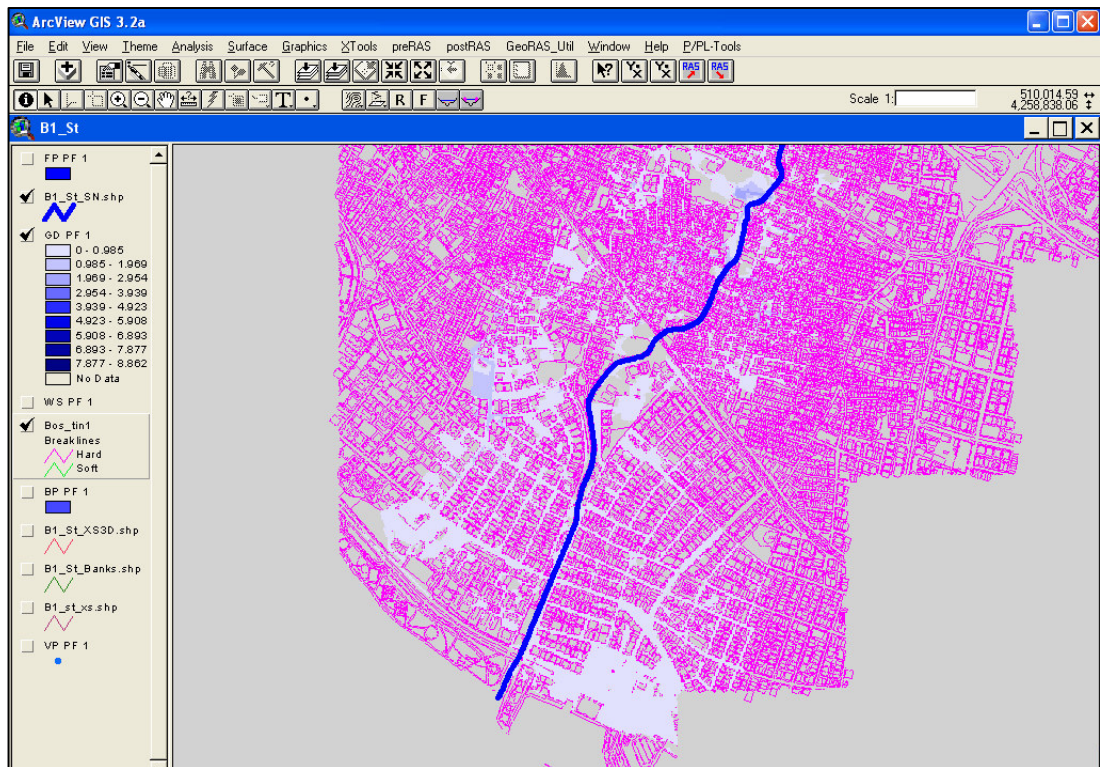 ArcView GIS 3.2a
File Edit View Theme Analysis Surface Graphics XTools preRAS postRAS GeoRAS_Util Window Help P/PL-Tools
RAS RAS
T R F Scale 1: 510,014.59
4,258,838.06
B1_St
FP PF 1
B1_St_SN.shp
GD PF 1
0 - 0.985
0.985 - 1.969
1.969 - 2.954
2.954 - 3.939
3.939 - 4.923
4.923 - 5.908
5.908 - 6.893
6.893 - 7.877
7.877 - 8.862
No Data
WS PF 1
Bos_tin1
Breaklines
Hard
Soft
BP PF 1
B1_St_XS3D.shp
B1_St_Banks.shp
B1_st_xs.shp
VP PF 1